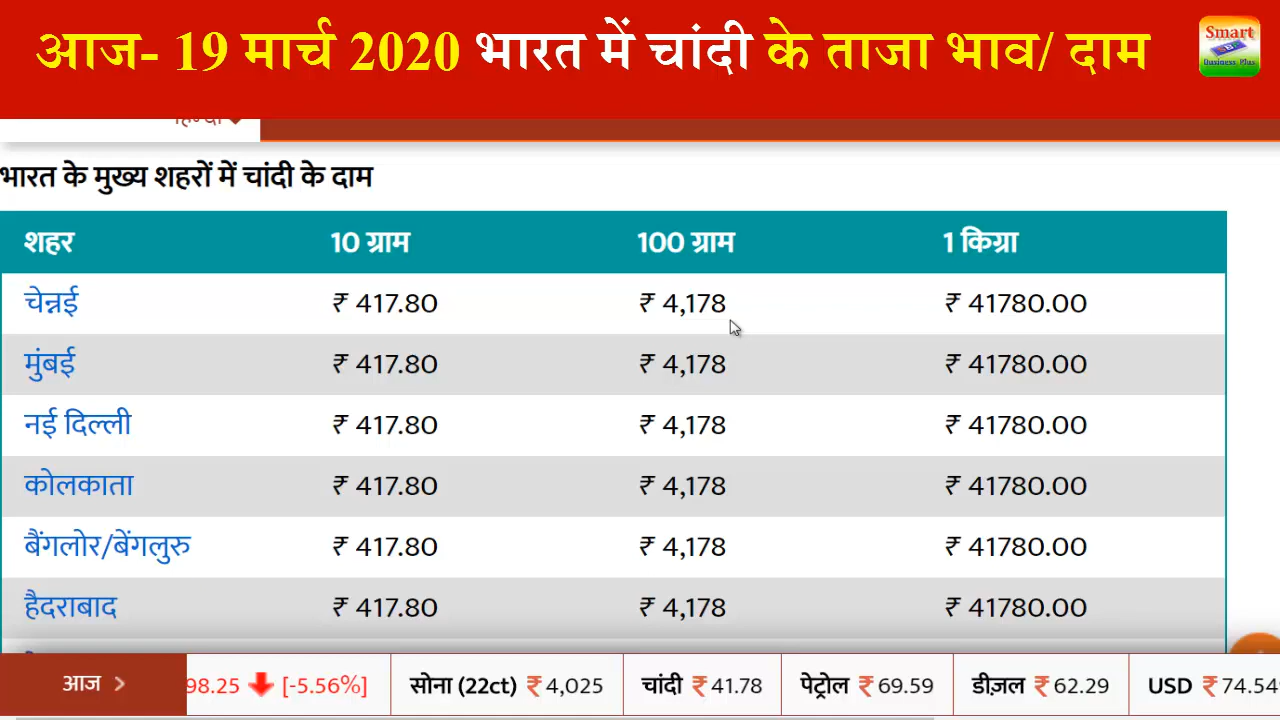 आज- 19 मार्च 2020 भारत में चांदी के ताजा भाव/ दाम
Smart
Business Plus
हिन्दी
भारत के मुख्य शहरों में चांदी के दाम
शहर 10 ग्राम 100 ग्राम 1 किग्रा
चेन्नई ₹ 417.80 ₹ 4,178 ₹ 41780.00
मुंबई ₹ 417.80 ₹ 4,178 ₹ 41780.00
नई दिल्ली ₹ 417.80 ₹ 4,178 ₹ 41780.00
कोलकाता ₹ 417.80 ₹ 4,178 ₹ 41780.00
बैंगलोर/बेंगलुरु ₹ 417.80 ₹ 4,178 ₹ 41780.00
हैदराबाद ₹ 417.80 ₹ 4,178 ₹ 41780.00
आज 98.25 [-5.56%] सोना (22ct) ₹ 4,025 चांदी ₹ 41.78 पेट्रोल ₹ 69.59 डीज़ल ₹ 62.29 USD ₹ 74.54